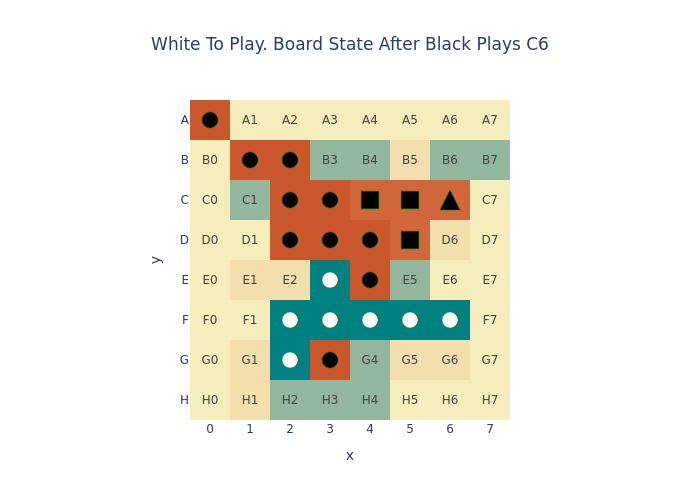 White To Play. Board State After Black Plays C6
A A1 A2 A3 A4 A5 A6 A7
B B0 B3 B4 B5 B6 B7
C C0 C1 C7
D D0 D1 D6 D7
E E0 E1 E2 E5 E6 E7
F F0 F1 F7
G G0 G1 G4 G5 G6 G7
H H0 H1 H2 H3 H4 H5 H6 H7
0 1 2 3 4 5 6 7
x
y